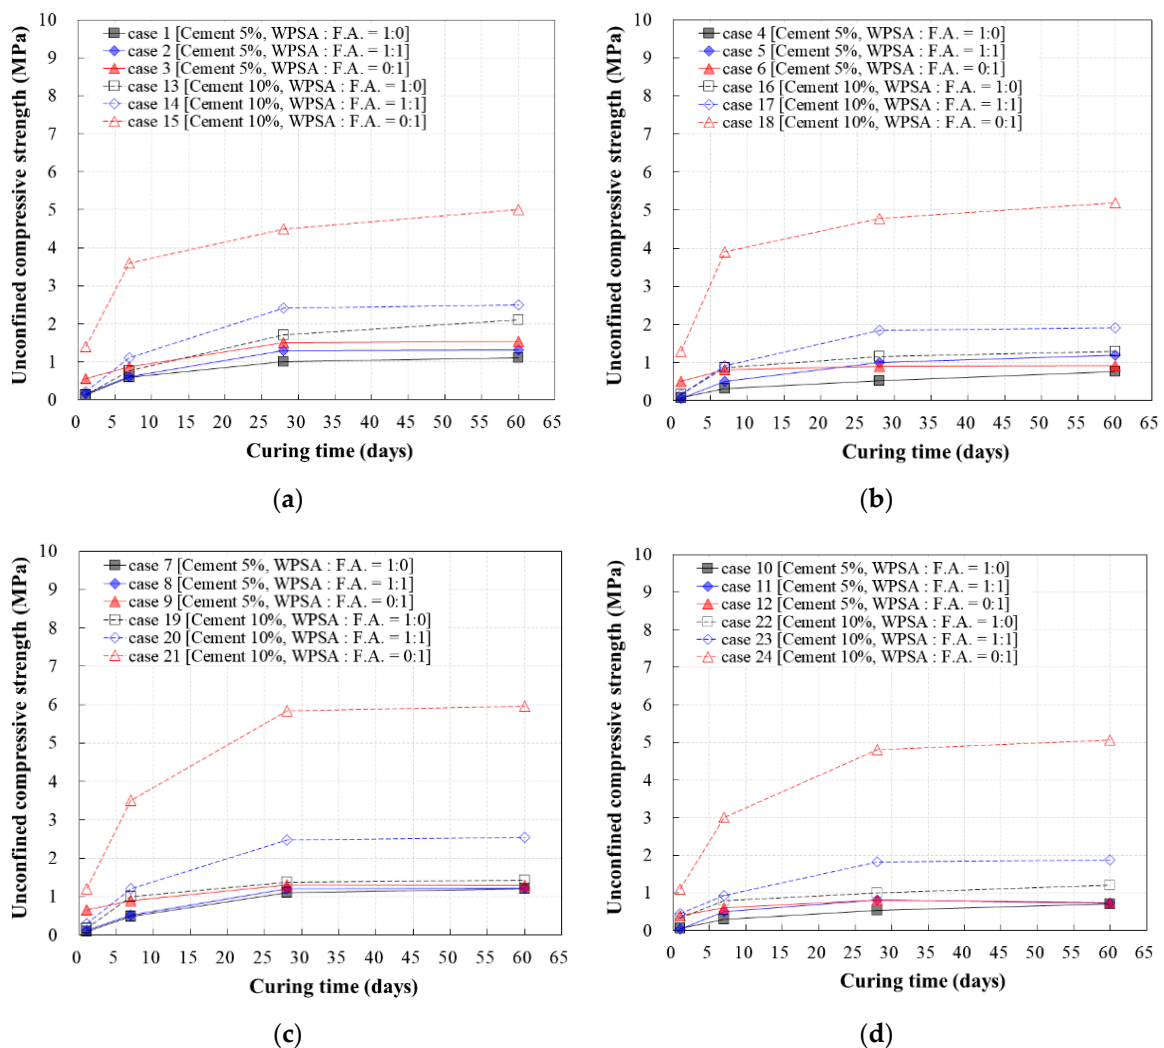 Unconfined compressive strength (MPa)
10
9
8
7
6
5
4
3
2
1
0
case 1 [Cement 5%, WPSA : F.A. = 1:0]
case 2 [Cement 5%, WPSA : F.A. = 1:1]
case 3 [Cement 5%, WPSA : F.A. = 0:1]
case 13 [Cement 10%, WPSA : F.A. = 1:0]
case 14 [Cement 10%, WPSA : F.A. = 1:1]
case 15 [Cement 10%, WPSA : F.A. = 0:1]
0 5 10 15 20 25 30 35 40 45 50 55 60 65
Curing time (days)
(a)
Unconfined compressive strength (MPa)
10
9
8
7
6
5
4
3
2
1
0
case 4 [Cement 5%, WPSA : F.A. = 1:0]
case 5 [Cement 5%, WPSA : F.A. = 1:1]
case 6 [Cement 5%, WPSA : F.A. = 0:1]
case 16 [Cement 10%, WPSA : F.A. = 1:0]
case 17 [Cement 10%, WPSA : F.A. = 1:1]
case 18 [Cement 10%, WPSA : F.A. = 0:1]
0 5 10 15 20 25 30 35 40 45 50 55 60 65
Curing time (days)
(b)
Unconfined compressive strength (MPa)
10
9
8
7
6
5
4
3
2
1
0
case 7 [Cement 5%, WPSA : F.A. = 1:0]
case 8 [Cement 5%, WPSA : F.A. = 1:1]
case 9 [Cement 5%, WPSA : F.A. = 0:1]
case 19 [Cement 10%, WPSA : F.A. = 1:0]
case 20 [Cement 10%, WPSA : F.A. = 1:1]
case 21 [Cement 10%, WPSA : F.A. = 0:1]
0 5 10 15 20 25 30 35 40 45 50 55 60 65
Curing time (days)
(c)
Unconfined compressive strength (MPa)
10
9
8
7
6
5
4
3
2
1
0
case 10 [Cement 5%, WPSA : F.A. = 1:0]
case 11 [Cement 5%, WPSA : F.A. = 1:1]
case 12 [Cement 5%, WPSA : F.A. = 0:1]
case 22 [Cement 10%, WPSA : F.A. = 1:0]
case 23 [Cement 10%, WPSA : F.A. = 1:1]
case 24 [Cement 10%, WPSA : F.A. = 0:1]
0 5 10 15 20 25 30 35 40 45 50 55 60 65
Curing time (days)
(d)